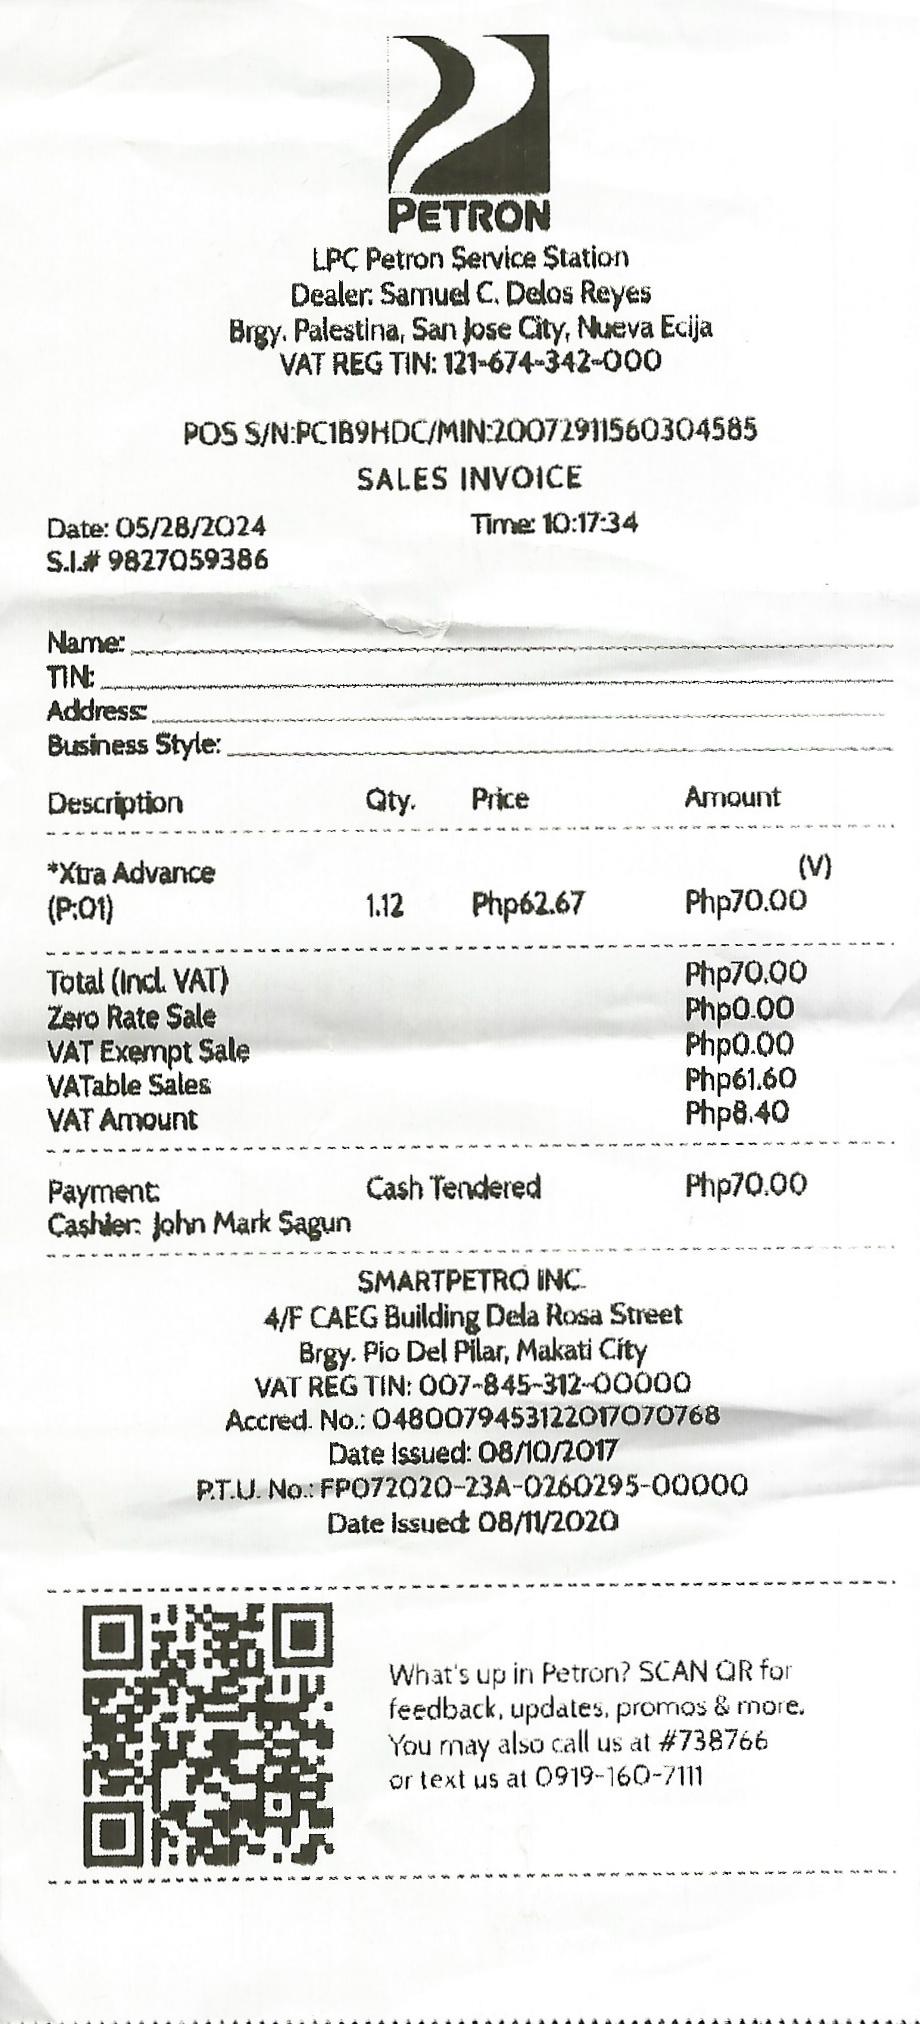 PETRON
LPC Petron Service Station
Dealer: Samuel C. Delos Reyes
Brgy. Palestina, San Jose City, Nueva Ecija
VAT REG TIN: 121-674-342-000
POS S/N:PC1B9HDC/MIN:20072911560304585
SALES INVOICE
Date: 05/28/2024 Time: 10:17:34
S.I.# 9827059386
Name:
TIN:
Address:
Business Style:
Description Qty. Price Amount
*Xtra Advance (V)
(P:01) 1.12 Php62.67 Php70.00
Total (Incl. VAT) Php70.00
Zero Rate Sale Php0.00
VAT Exempt Sale Php0.00
VATable Sales Php61.60
VAT Amount Php8.40
Payment: Cash Tendered Php70.00
Cashier: John Mark Sagun
SMARTPETRO INC.
4/F CAEG Building Dela Rosa Street
Brgy. Pio Del Pilar, Makati City
VAT REG TIN: 007-845-312-00000
Accred. No.: 0480079453122017070768
Date Issued: 08/10/2017
P.T.U. No.: FP072020-23A-0260295-00000
Date Issued: 08/11/2020
What's up in Petron? SCAN QR for
feedback, updates, promos & more.
You may also call us at #738766
or text us at 0919-160-7111